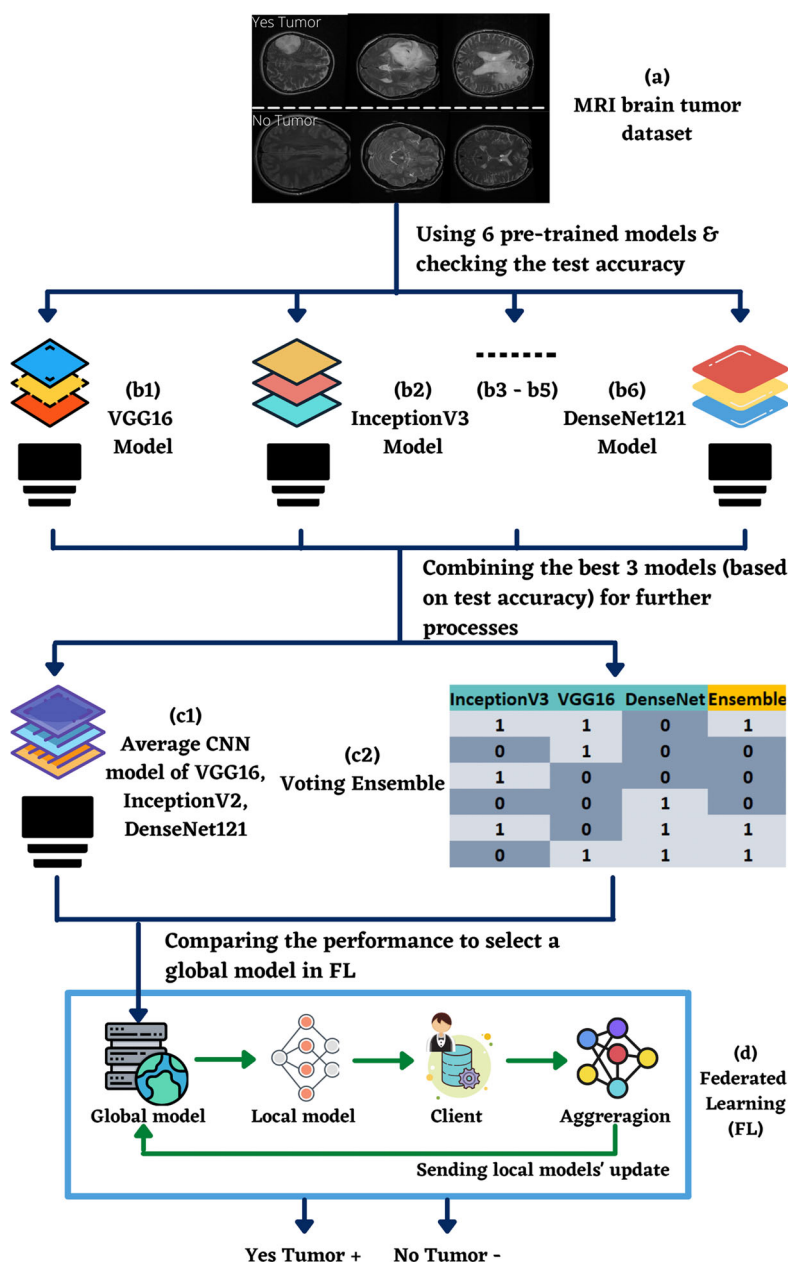 Yes Tumor
No Tumor
(a)
MRI brain tumor
dataset
Using 6 pre-trained models &
checking the test accuracy
(b1)
VGG16
Model
(b2)
InceptionV3
Model
(b3 - b5)
(b6)
DenseNet121
Model
Combining the best 3 models (based
on test accuracy) for further
processes
(c1)
Average CNN
model of VGG16,
InceptionV2,
DenseNet121
(c2)
Voting Ensemble
InceptionV3 VGG16 DenseNet Ensemble
1 1 0 1
0 1 0 0
1 0 0 0
0 0 1 0
1 0 1 1
0 1 1 1
Comparing the performance to select a
global model in FL
Global model
Local model
Client
Aggreragion
Sending local models' update
(d)
Federated
Learning
(FL)
Yes Tumor +
No Tumor -